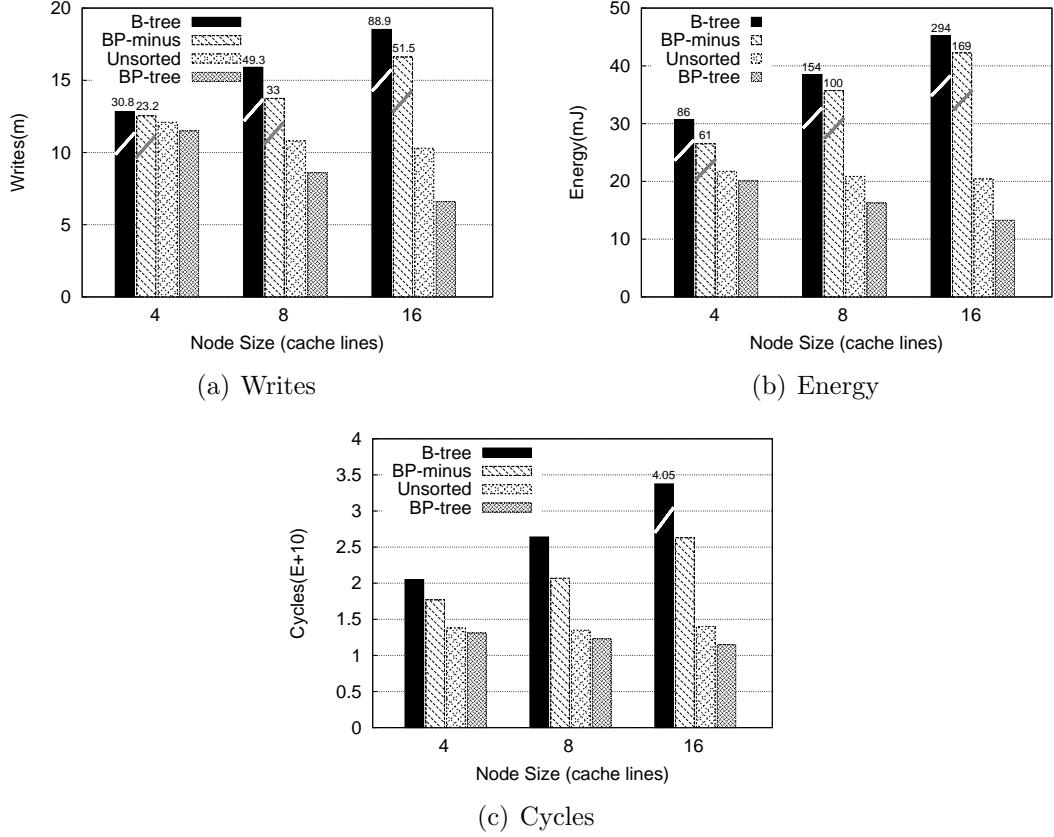 20
15
10
5
0
Writes(m)
B-tree
BP-minus
Unsorted
BP-tree
30.8
23.2
49.3
33
88.9
51.5
4
8
16
Node Size (cache lines)
(a) Writes
50
40
30
20
10
0
Energy(mJ)
B-tree
BP-minus
Unsorted
BP-tree
86
61
154
100
294
169
4
8
16
Node Size (cache lines)
(b) Energy
4
3.5
3
2.5
2
1.5
1
0.5
0
Cycles(E+10)
B-tree
BP-minus
Unsorted
BP-tree
4.05
4
8
16
Node Size (cache lines)
(c) Cycles